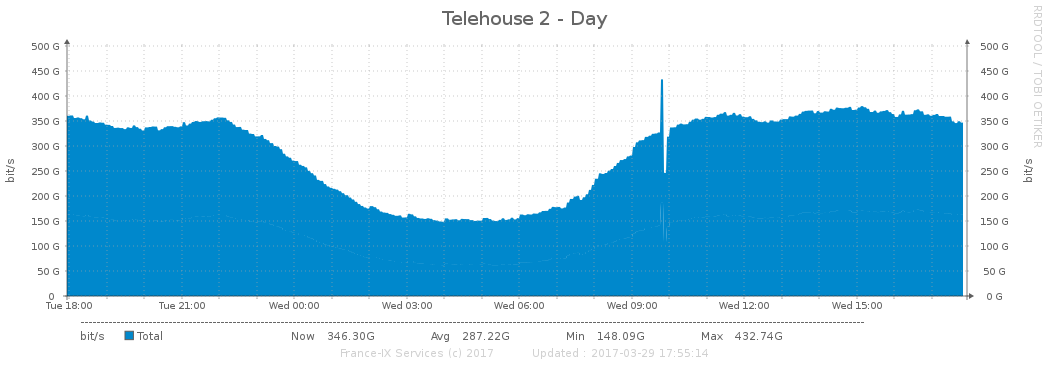 Telehouse 2 - Day
RRDTOOL / TOBI OETIKER
bit/s
bit/s
500 G 500 G
450 G 450 G
400 G 400 G
350 G 350 G
300 G 300 G
250 G 250 G
200 G 200 G
150 G 150 G
100 G 100 G
50 G 50 G
0 0 G
Tue 18:00 Tue 21:00 Wed 00:00 Wed 03:00 Wed 06:00 Wed 09:00 Wed 12:00 Wed 15:00
bit/s Total Now 346.30G Avg 287.22G Min 148.09G Max 432.74G
France-IX Services (c) 2017 Updated : 2017-03-29 17:55:14